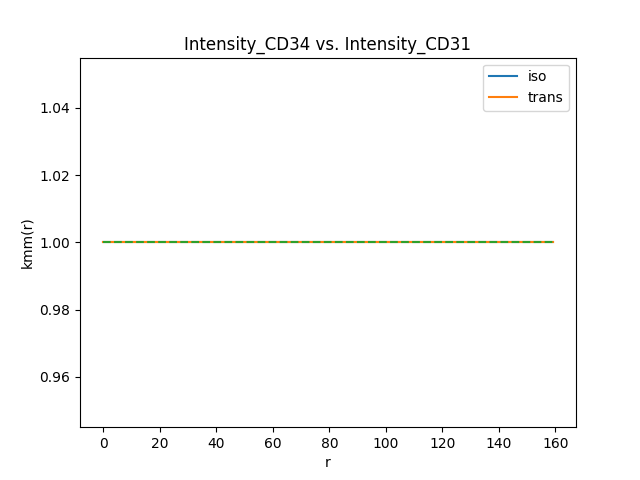 Intensity_CD34 vs. Intensity_CD31
iso
trans
1.04
1.02
1.00
0.98
0.96
kmm(r)
0 20 40 60 80 100 120 140 160
r